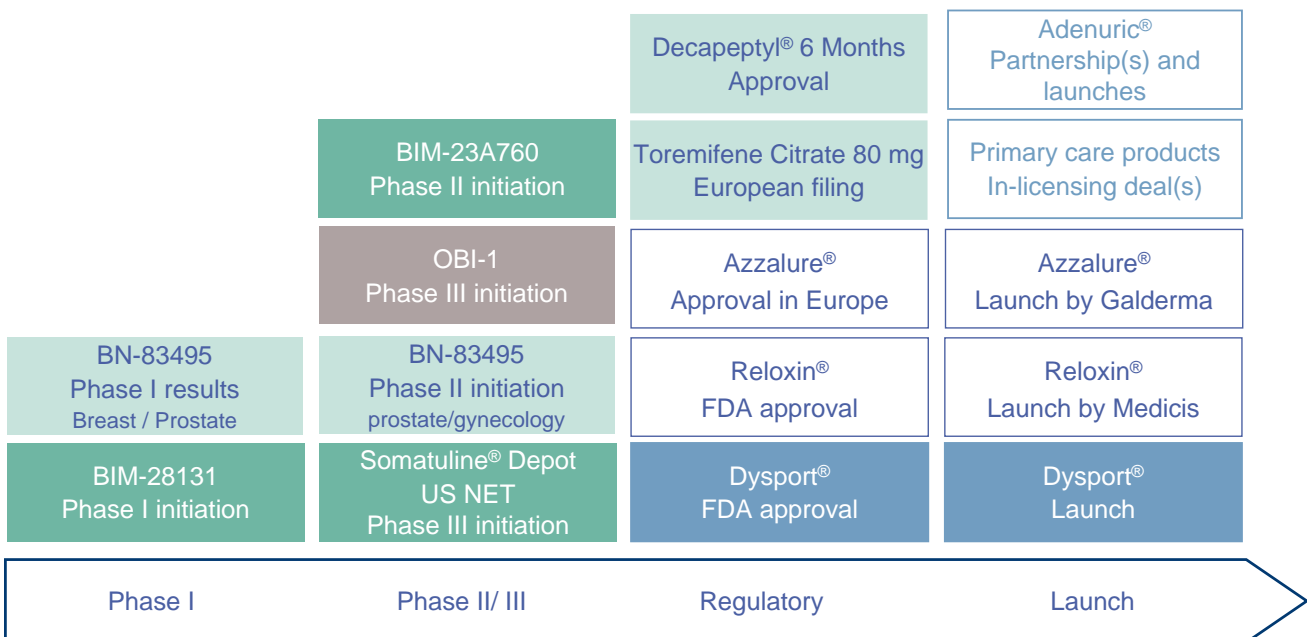 Decapeptyl® 6 Months
Approval
Adenuric®
Partnership(s) and
launches
BIM-23A760
Phase II initiation
Toremifene Citrate 80 mg
European filing
Primary care products
In-licensing deal(s)
OBI-1
Phase III initiation
Azzalure®
Approval in Europe
Azzalure®
Launch by Galderma
BN-83495
Phase I results
Breast / Prostate
BN-83495
Phase II initiation
prostate/gynecology
Reloxin®
FDA approval
Reloxin®
Launch by Medicis
BIM-28131
Phase I initiation
Somatuline® Depot
US NET
Phase III initiation
Dysport®
FDA approval
Dysport®
Launch
Phase I
Phase II/ III
Regulatory
Launch